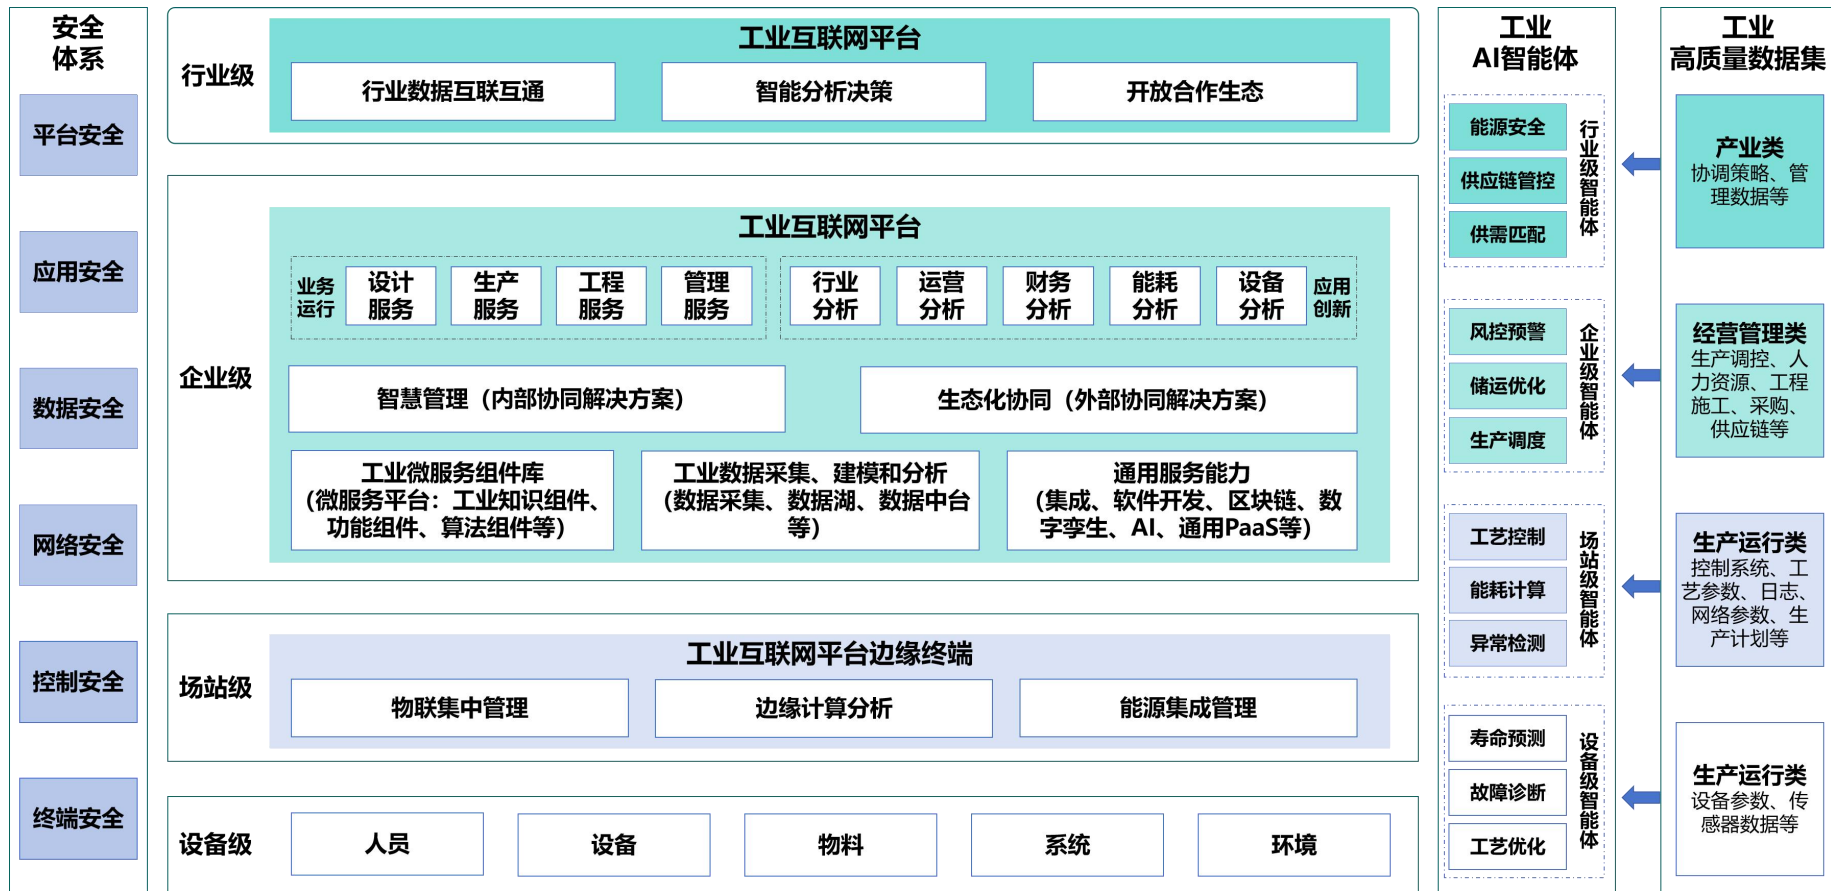 安全
体系
平台安全
应用安全
数据安全
网络安全
控制安全
终端安全
行业级
工业互联网平台
行业数据互联互通
智能分析决策
开放合作生态
企业级
工业互联网平台
业务
运行
设计
服务
生产
服务
工程
服务
管理
服务
行业
分析
运营
分析
财务
分析
能耗
分析
设备
分析
应用
创新
智慧管理（内部协同解决方案）
生态化协同（外部协同解决方案）
工业微服务组件库
（微服务平台：工业知识组件、
功能组件、算法组件等）
工业数据采集、建模和分析
（数据采集、数据湖、数据中台
等）
通用服务能力
（集成、软件开发、区块链、数
字孪生、AI、通用PaaS等）
场站级
工业互联网平台边缘终端
物联集中管理
边缘计算分析
能源集成管理
设备级
人员
设备
物料
系统
环境
工业
AI智能体
能源安全
供应链管控
供需匹配
行业级智能体
风控预警
储运优化
生产调度
企业级智能体
工艺控制
能耗计算
异常检测
场站级智能体
寿命预测
故障诊断
工艺优化
设备级智能体
工业
高质量数据集
产业类
协调策略、管
理数据等
经营管理类
生产调控、人
力资源、工程
施工、采购、
供应链等
生产运行类
控制系统、工
艺参数、日志、
网络参数、生
产计划等
生产运行类
设备参数、传
感器数据等